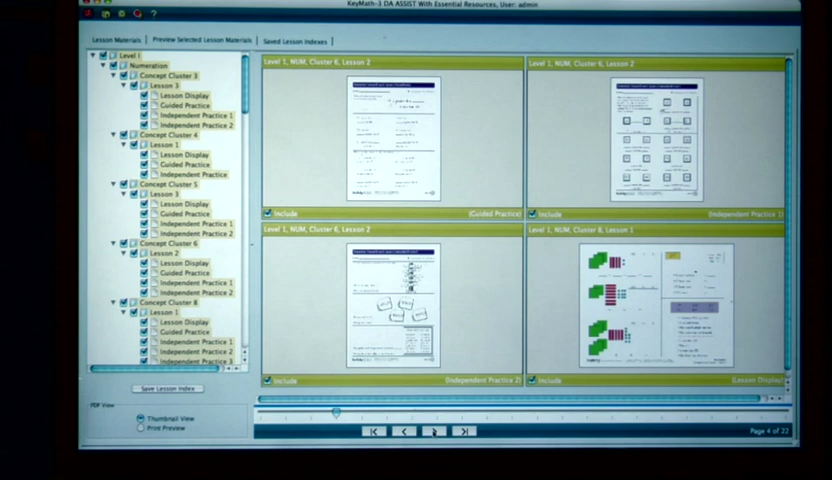 KeyMath-3 DA ASSIST With Essential Resources, User: admin
Lesson Materials
Preview Selected Lesson Materials
Saved Lesson Indexes
Level I
Numeration
Concept Cluster 3
Lesson 3
Lesson Display
Guided Practice
Independent Practice 1
Independent Practice 2
Concept Cluster 4
Lesson 1
Lesson Display
Guided Practice
Independent Practice
Concept Cluster 5
Lesson 3
Lesson Display
Guided Practice
Independent Practice 1
Independent Practice 2
Concept Cluster 6
Lesson 2
Lesson Display
Guided Practice
Independent Practice 1
Independent Practice 2
Concept Cluster 8
Lesson 1
Lesson Display
Guided Practice
Independent Practice 1
Independent Practice 2
Independent Practice 3
Save Lesson Index
PDF View
Thumbnail View
Print Preview
Level 1, NUM, Cluster 6, Lesson 2
Include
(Guided Practice)
Level 1, NUM, Cluster 6, Lesson 2
Include
(Independent Practice 1)
Level 1, NUM, Cluster 6, Lesson 2
Include
(Independent Practice 2)
Level 1, NUM, Cluster 8, Lesson 1
Include
(Lesson Display)
Page 4 of 22